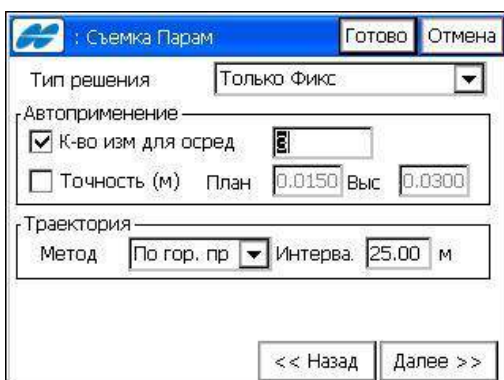 : Съемка Парам Готово Отмена
Тип решения Только Фикс
Автоприменение
К-во изм для осред 3
Точность (м) План 0.0150 Выс 0.0300
Траектория
Метод По гор. пр Интерва. 25.00 м
<< Назад Далее >>